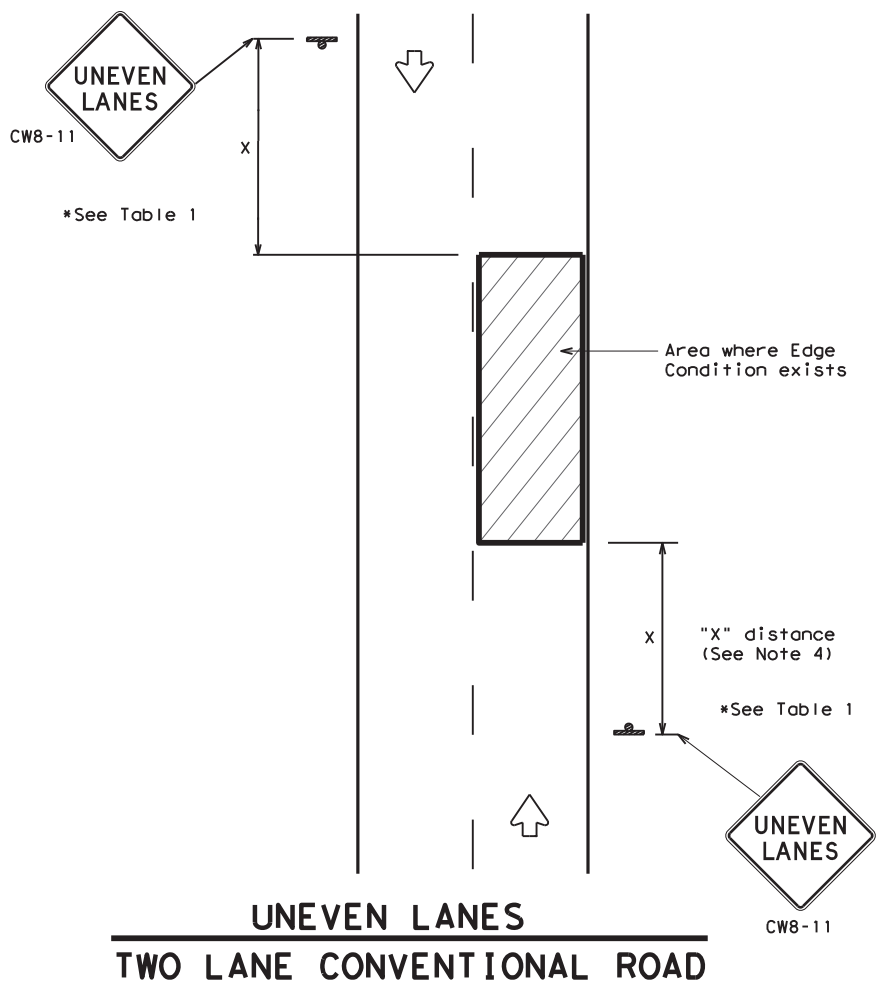 UNEVEN
LANES
CW8-11
X
*See Table 1
Area where Edge
Condition exists
X
"X" distance
(See Note 4)
*See Table 1
UNEVEN
LANES
CW8-11
UNEVEN LANES
TWO LANE CONVENTIONAL ROAD